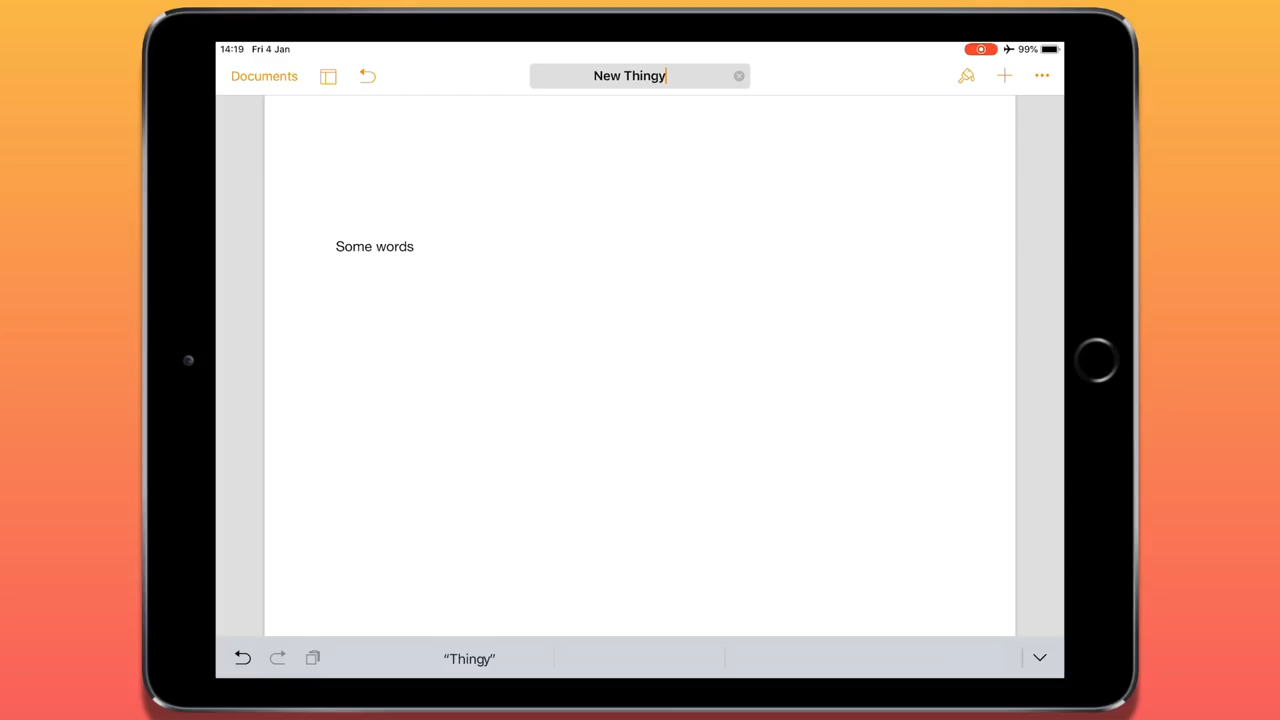 14:19 Fri 4 Jan 99%
Documents New Thingy
Some words
“Thingy”